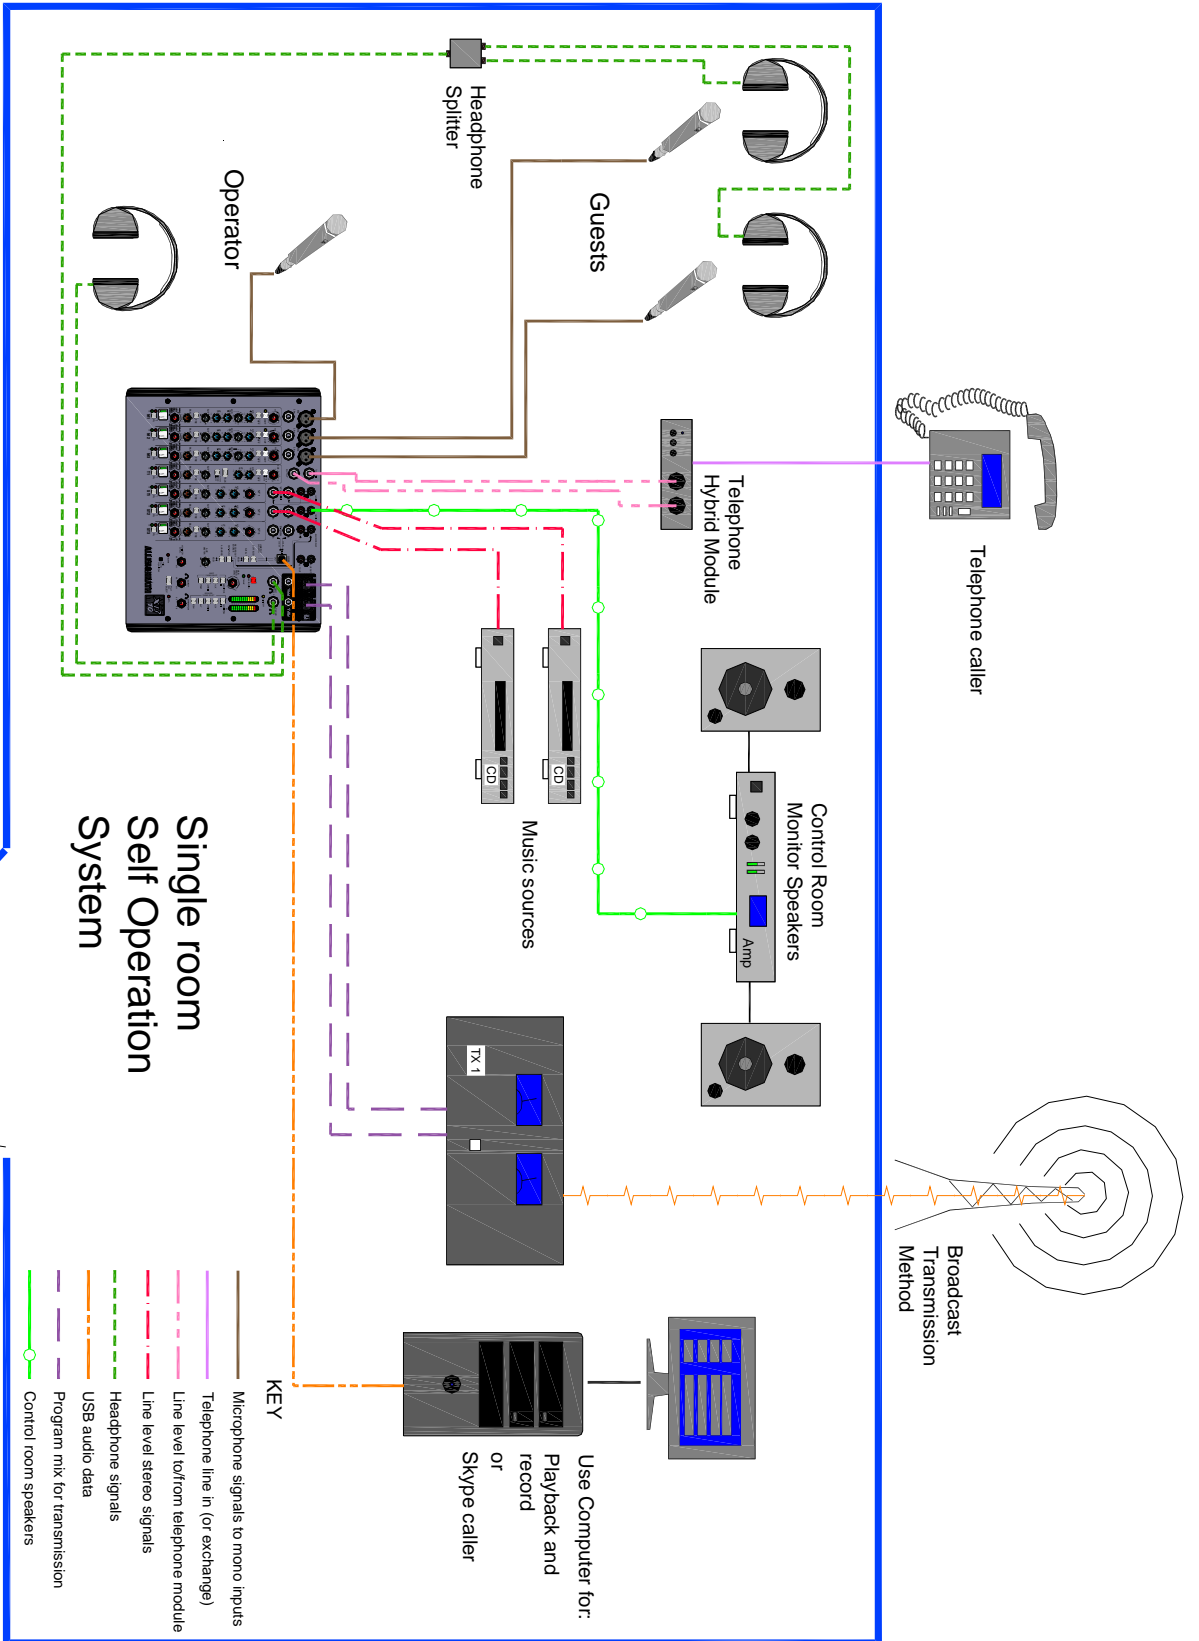 Telephone caller
Broadcast
Transmission
Method
Control Room
Monitor Speakers
Amp
Telephone
Hybrid Module
Guests
Headphone
Splitter
Operator
CD
CD
Music sources
TX 1
Use Computer for:
Playback and
record
or
Skype caller
Single room
Self Operation
System
KEY
Microphone signals to mono inputs
Telephone line in (or exchange)
Line level to/from telephone module
Line level stereo signals
Headphone signals
USB audio data
Program mix for transmission
Control room speakers